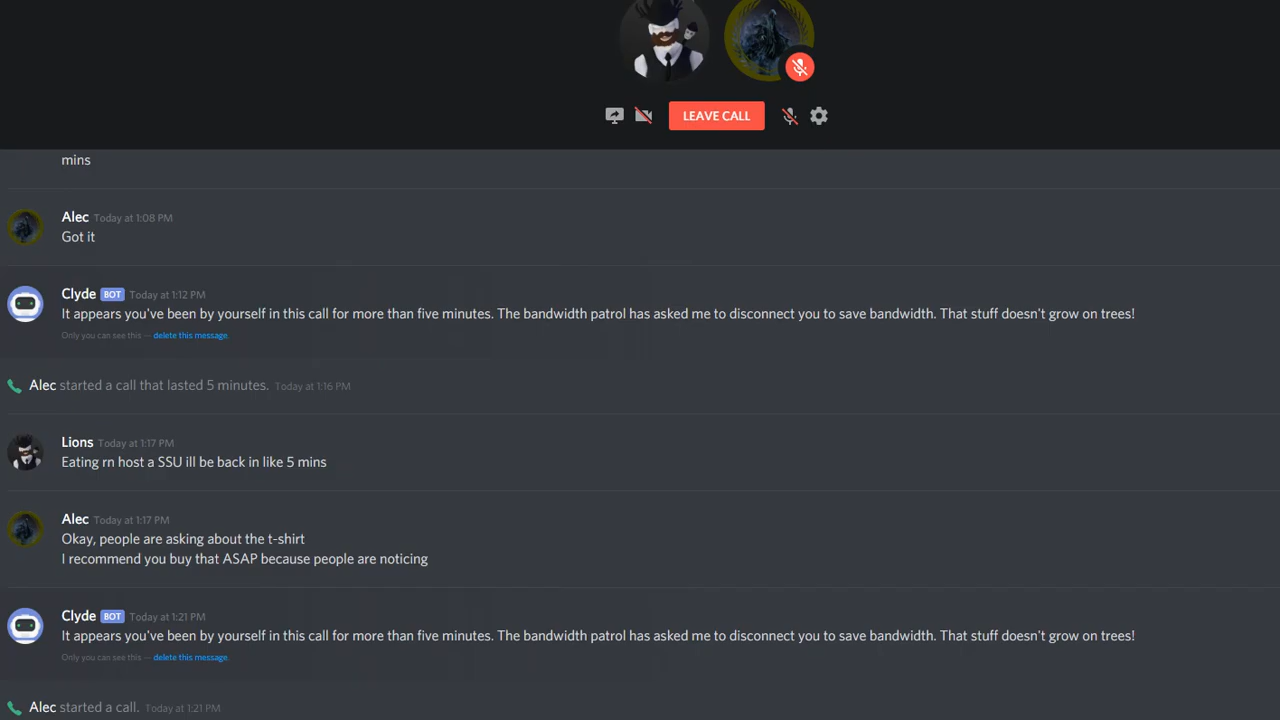 LEAVE CALL
mins
Alec Today at 1:08 PM
Got it
Clyde BOT Today at 1:12 PM
It appears you've been by yourself in this call for more than five minutes. The bandwidth patrol has asked me to disconnect you to save bandwidth. That stuff doesn't grow on trees!
Only you can see this — delete this message.
Alec started a call that lasted 5 minutes. Today at 1:16 PM
Lions Today at 1:17 PM
Eating rn host a SSU ill be back in like 5 mins
Alec Today at 1:17 PM
Okay, people are asking about the t-shirt
I recommend you buy that ASAP because people are noticing
Clyde BOT Today at 1:21 PM
It appears you've been by yourself in this call for more than five minutes. The bandwidth patrol has asked me to disconnect you to save bandwidth. That stuff doesn't grow on trees!
Only you can see this — delete this message.
Alec started a call. Today at 1:21 PM